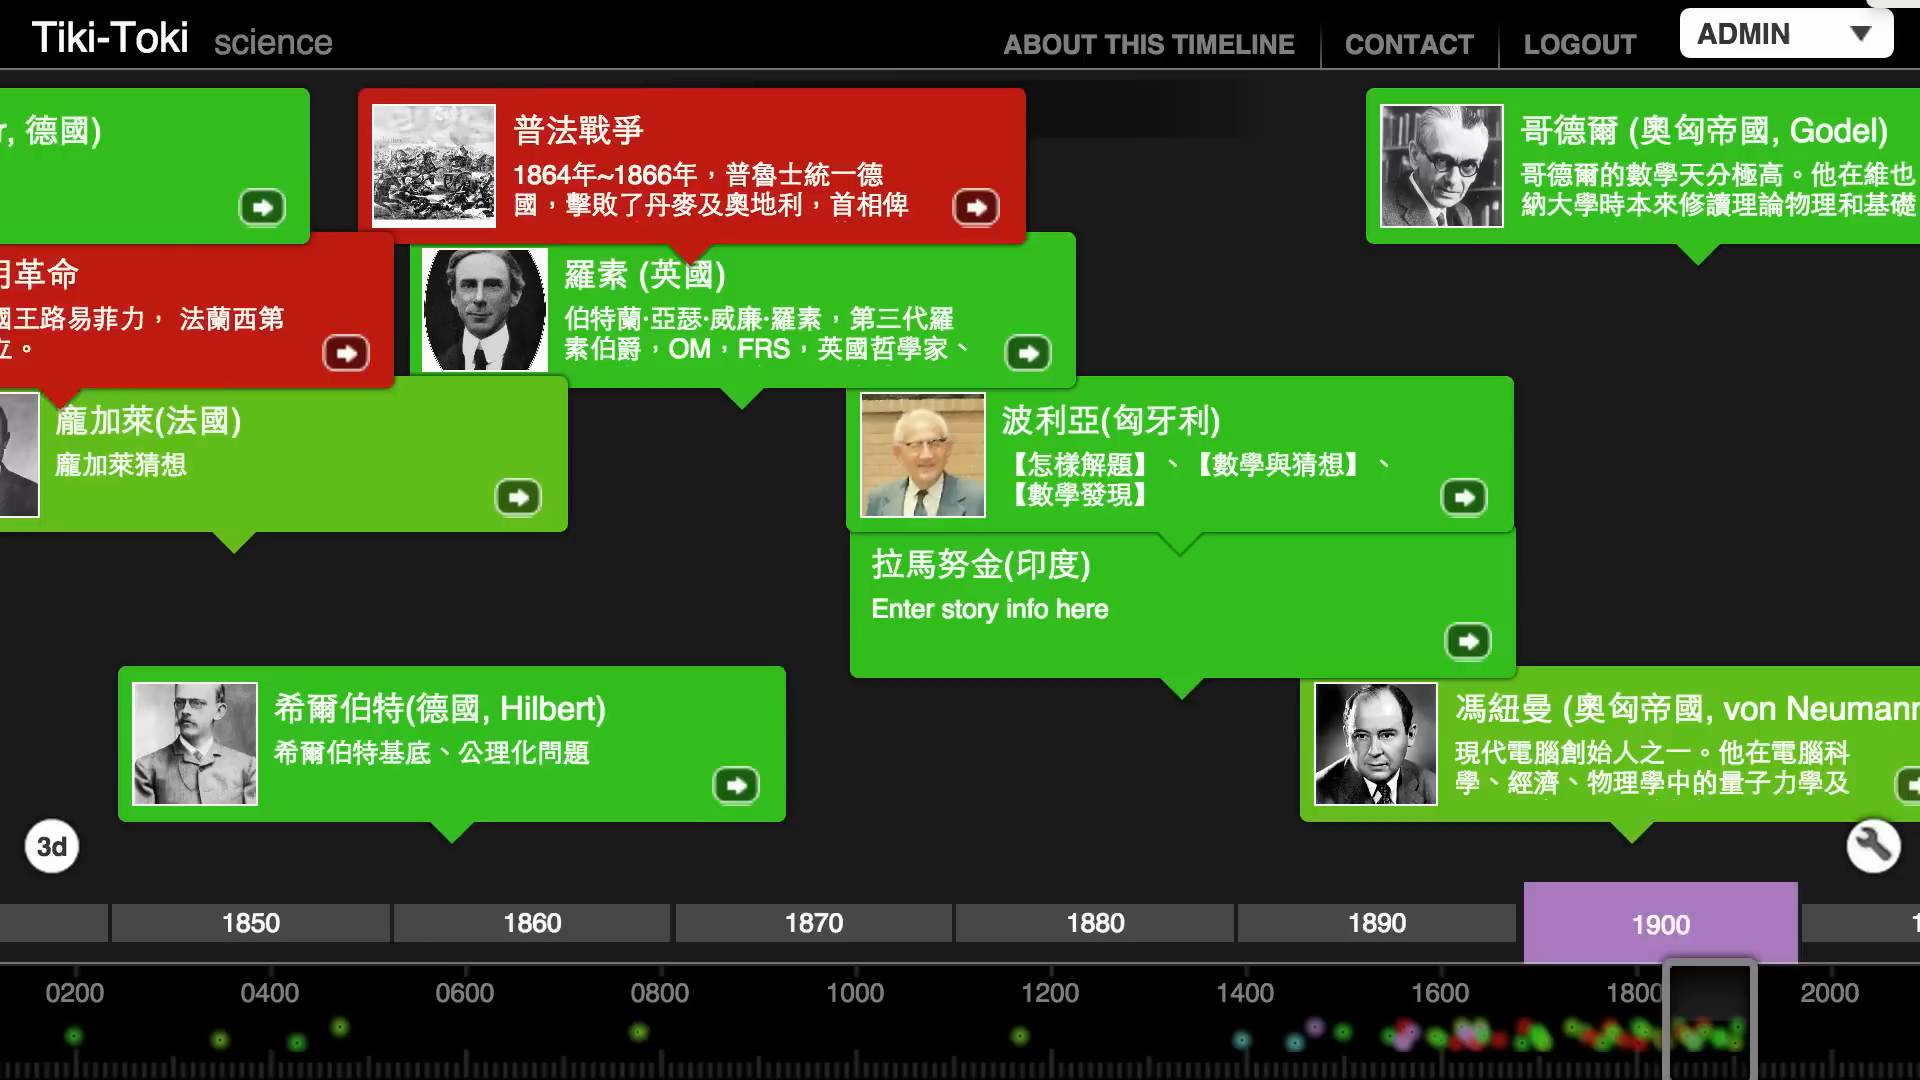 Tiki-Toki science
ABOUT THIS TIMELINE
CONTACT
LOGOUT
ADMIN
r, 德國)
普法戰爭
1864年~1866年，普魯士統一德
國，擊敗了丹麥及奧地利，首相俾
哥德爾 (奧匈帝國, Godel)
哥德爾的數學天分極高。他在維也
納大學時本來修讀理論物理和基礎
月革命
國王路易菲力， 法蘭西第
立。
羅素 (英國)
伯特蘭·亞瑟·威廉·羅素，第三代羅
素伯爵，OM，FRS，英國哲學家、
龐加萊(法國)
龐加萊猜想
波利亞(匈牙利)
【怎樣解題】、【數學與猜想】、
【數學發現】
拉馬努金(印度)
Enter story info here
希爾伯特(德國, Hilbert)
希爾伯特基底、公理化問題
馮紐曼 (奧匈帝國, von Neumann
現代電腦創始人之一。他在電腦科
學、經濟、物理學中的量子力學及
3d
1850 1860 1870 1880 1890 1900
0200 0400 0600 0800 1000 1200 1400 1600 1800 2000